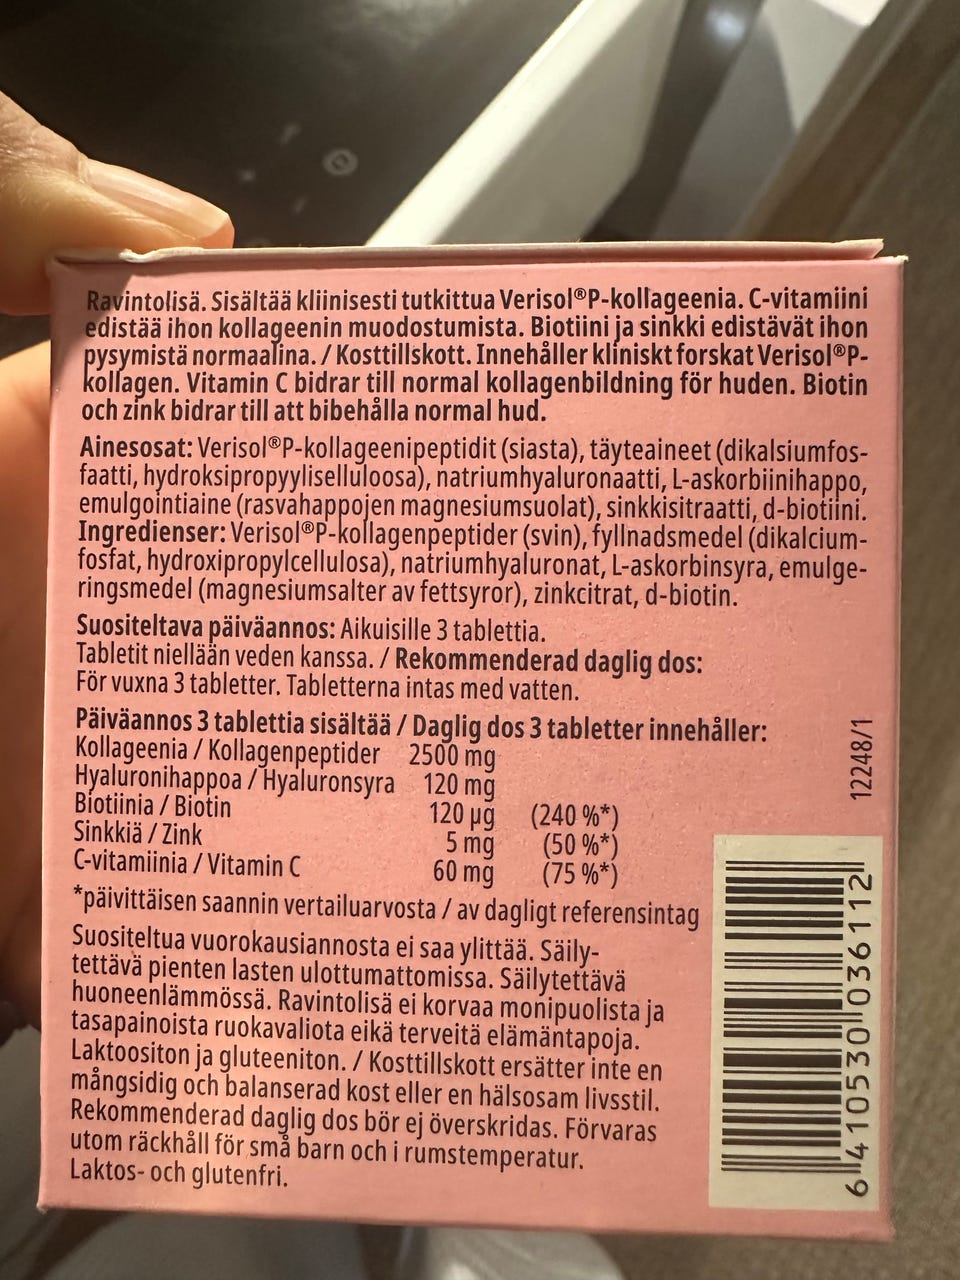 Ravintolisä. Sisältää kliinisesti tutkittua Verisol®P-kollageenia. C-vitamiini
edistää ihon kollageenin muodostumista. Biotiini ja sinkki edistävät ihon
pysymistä normaalina. / Kosttillskott. Innehåller kliniskt forskat Verisol®P-
kollagen. Vitamin C bidrar till normal kollagenbildning för huden. Biotin
och zink bidrar till att bibehålla normal hud.
Ainesosat: Verisol®P-kollageenipeptidit (siasta), täyteaineet (dikalsiumfos-
faatti, hydroksipropyyliselluloosa), natriumhyaluronaatti, L-askorbiinihappo,
emulgointiaine (rasvahappojen magnesiumsuolat), sinkkisitraatti, d-biotiini.
Ingredienser: Verisol®P-kollagenpeptider (svin), fyllnadsmedel (dikalcium-
fosfat, hydroxipropylcellulosa), natriumhyaluronat, L-askorbinsyra, emulge-
ringsmedel (magnesiumsalter av fettsyror), zinkcitrat, d-biotin.
Suositeltava päiväannos: Aikuisille 3 tablettia.
Tabletit niellään veden kanssa. / Rekommenderad daglig dos:
För vuxna 3 tabletter. Tabletterna intas med vatten.
Päiväannos 3 tablettia sisältää / Daglig dos 3 tabletter innehåller:
Kollageenia / Kollagenpeptider 2500 mg
Hyaluronihappoa / Hyaluronsyra 120 mg
Biotiinia / Biotin 120 µg (240 %*)
Sinkkiä / Zink 5 mg (50 %*)
C-vitamiinia / Vitamin C 60 mg (75 %*)
*päivittäisen saannin vertailuarvosta / av dagligt referensintag
Suositeltua vuorokausiannosta ei saa ylittää. Säily-
tettävä pienten lasten ulottumattomissa. Säilytettävä
huoneenlämmössä. Ravintolisä ei korvaa monipuolista ja
tasapainoista ruokavaliota eikä terveitä elämäntapoja.
Laktoositon ja gluteeniton. / Kosttillskott ersätter inte en
mångsidig och balanserad kost eller en hälsosam livsstil.
Rekommenderad daglig dos bör ej överskridas. Förvaras
utom räckhåll för små barn och i rumstemperatur.
Laktos- och glutenfri.
12248/1
6 410530 036112